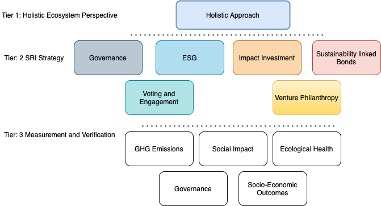 Tier 1: Holistic Ecosystem Perspective
Holistic Approach
Tier: 2 SRI Strategy
Governance
ESG
Impact Investment
Sustainability Linked
Bonds
Voting and
Engagement
Venture Philanthropy
Tier: 3 Measurement and Verification
GHG Emissions
Social Impact
Ecological Health
Governance
Socio-Economic
Outcomes